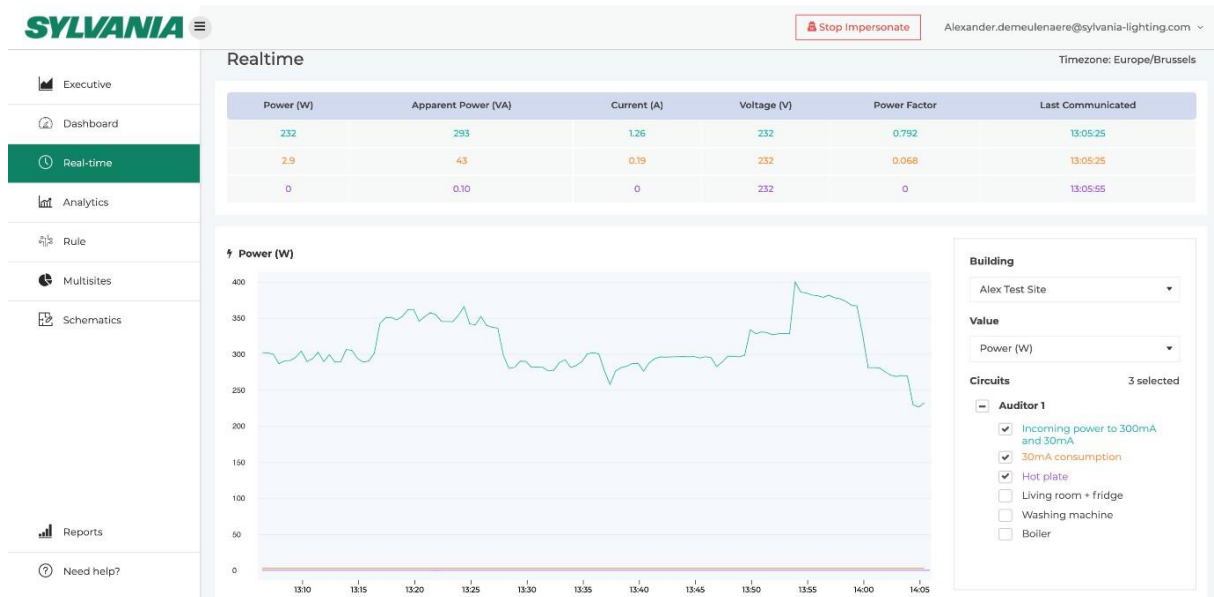 SYLVANIA
Stop Impersonate
Alexander.demeulenaere@sylvania-lighting.com
Realtime
Timezone: Europe/Brussels
Executive
Dashboard
Real-time
Analytics
Rule
Multisites
Schematics
Reports
Need help?
Power (W) Apparent Power (VA) Current (A) Voltage (V) Power Factor Last Communicated
232 293 1.26 232 0.792 13:05:25
2.9 43 0.19 232 0.068 13:05:25
0 0.10 0 232 0 13:05:55
Power (W)
400
350
300
250
200
150
100
50
0
13:10 13:15 13:20 13:25 13:30 13:35 13:40 13:45 13:50 13:55 14:00 14:05
Building
Alex Test Site
Value
Power (W)
Circuits 3 selected
Auditor 1
Incoming power to 300mA
and 30mA
30mA consumption
Hot plate
Living room + fridge
Washing machine
Boiler